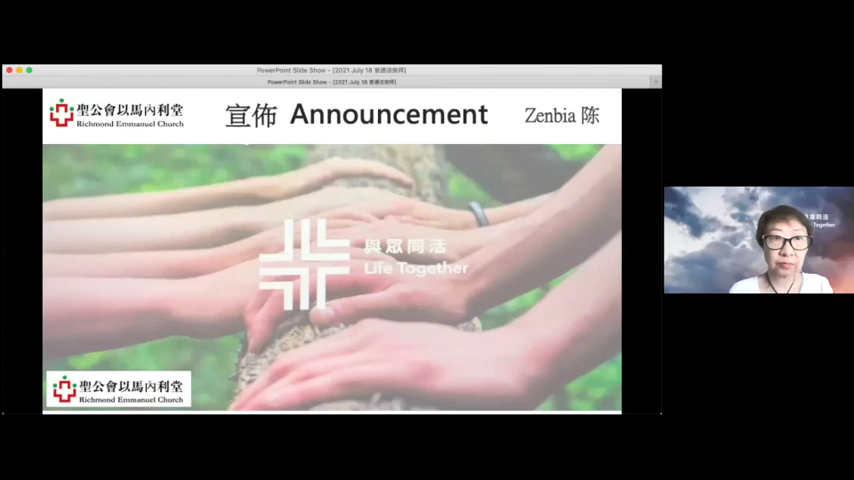 PowerPoint Slide Show - [2021 July 18 普通话崇拜]
PowerPoint Slide Show - [2021 July 18 普通话崇拜]
聖公會以馬內利堂
Richmond Emmanuel Church
宣佈 Announcement
Zenbia 陈
與眾同活
Life Together
聖公會以馬內利堂
Richmond Emmanuel Church
Together